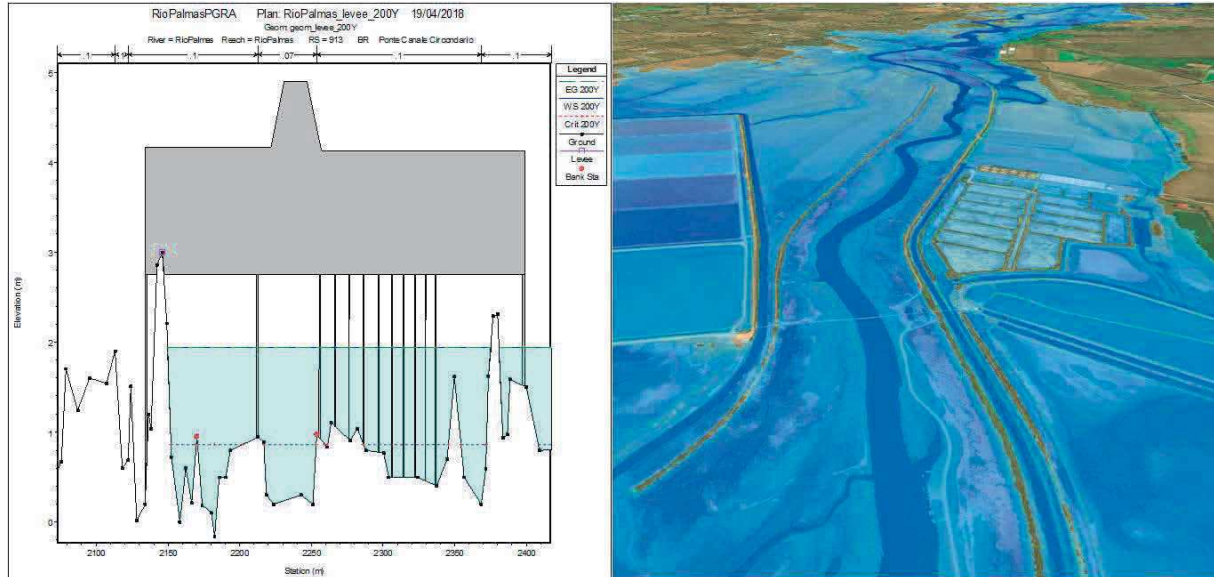 RioPalmasPGRA Plan: RioPalmas_levee_200Y 19/04/2018
Geom: geom_levee_200Y
River = RioPalmas Reach = RioPalmas RS = 913 BR Ponte Canale Circondario
.1 .1 .07 .1 .1
Legend
EG 200Y
WS 200Y
Crit 200Y
Ground
Levee
Bank Sta
Elevation (m)
5
4
3
2
1
0
2100 2150 2200 2250 2300 2350 2400
Station (m)